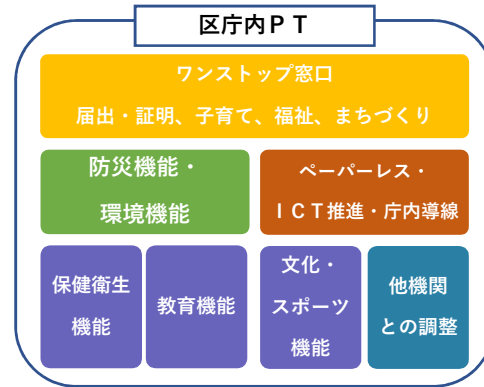 区庁内ＰＴ
ワンストップ窓口
届出・証明、子育て、福祉、まちづくり
防災機能・
環境機能
ペーパーレス・
ＩＣＴ推進・庁内導線
保健衛生
機能
教育機能
文化・
スポーツ
機能
他機関
との調整